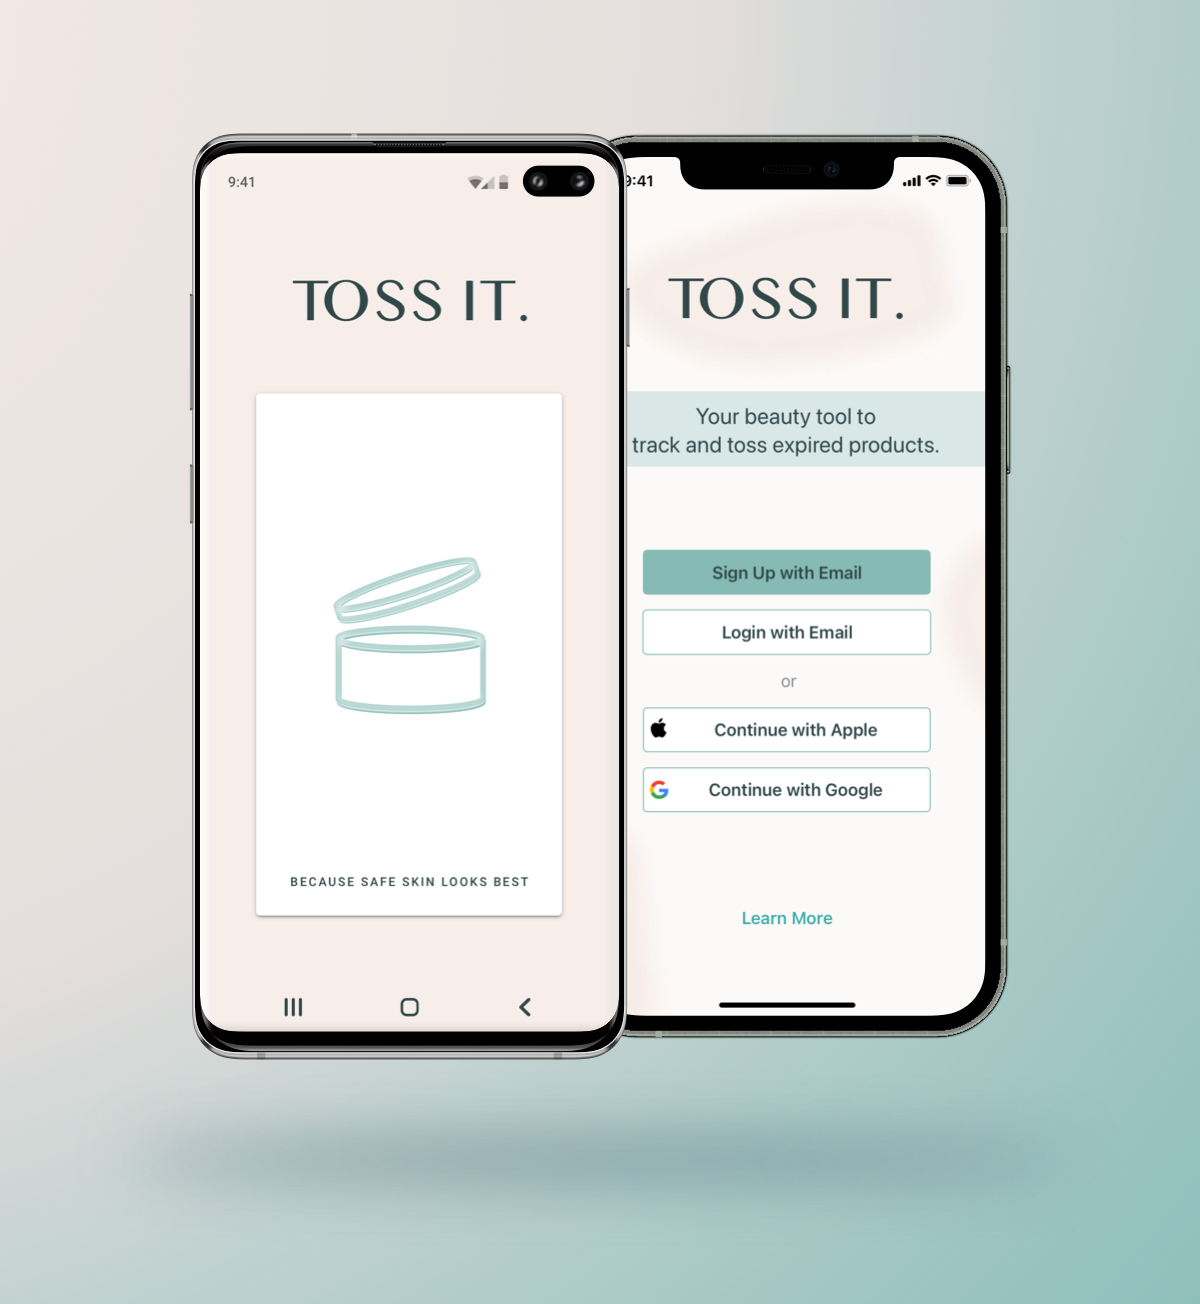 9:41
TOSS IT.
BECAUSE SAFE SKIN LOOKS BEST
9:41
TOSS IT.
Your beauty tool to
track and toss expired products.
Sign Up with Email
Login with Email
or
Continue with Apple
Continue with Google
Learn More